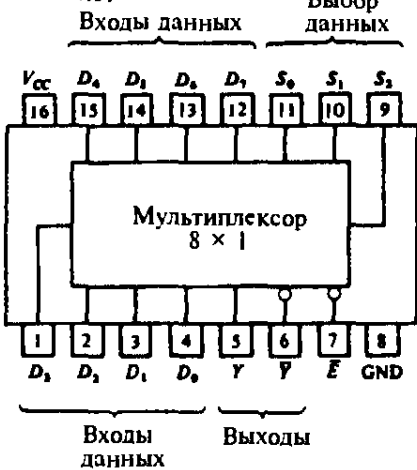 Входы данных
Выбор
данных
V_CC D_4 D_5 D_6 D_7 S_0 S_1 S_2
16 15 14 13 12 11 10 9
Мультиплексор
8 × 1
1 2 3 4 5 6 7 8
D_3 D_2 D_1 D_0 Y Y̅ E̅ GND
Входы
данных
Выходы